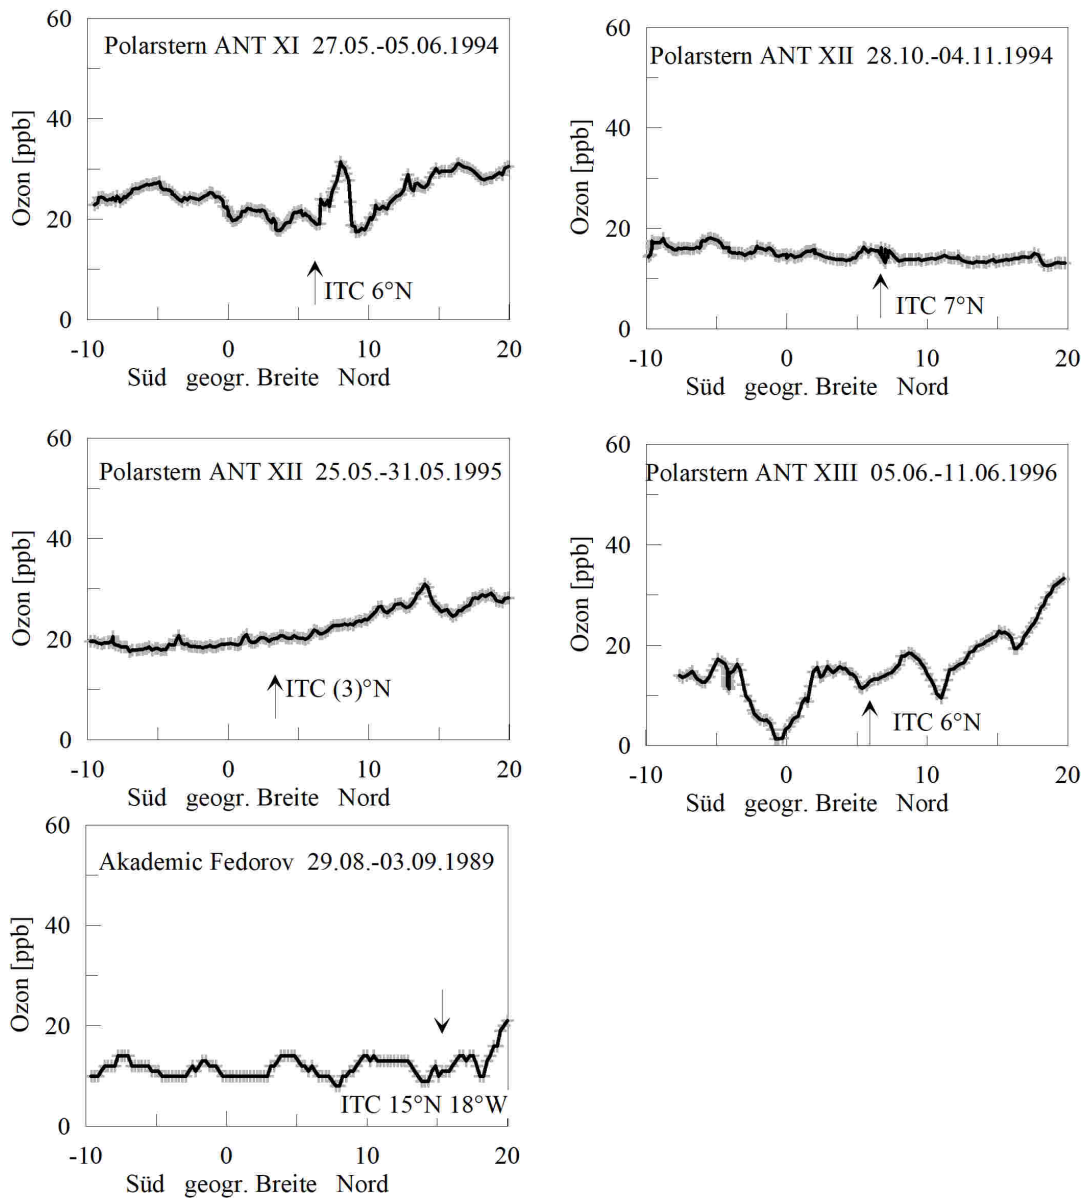 Polarstern ANT XI 27.05.-05.06.1994
Ozon [ppb]
60
40
20
0
ITC 6°N
-10 0 10 20
Süd geogr. Breite Nord
Polarstern ANT XII 28.10.-04.11.1994
Ozon [ppb]
60
40
20
0
ITC 7°N
-10 0 10 20
Süd geogr. Breite Nord
Polarstern ANT XII 25.05.-31.05.1995
Ozon [ppb]
60
40
20
0
ITC (3)°N
-10 0 10 20
Süd geogr. Breite Nord
Polarstern ANT XIII 05.06.-11.06.1996
Ozon [ppb]
60
40
20
0
ITC 6°N
-10 0 10 20
Süd geogr. Breite Nord
Akademic Fedorov 29.08.-03.09.1989
Ozon [ppb]
60
40
20
0
ITC 15°N 18°W
-10 0 10 20
Süd geogr. Breite Nord